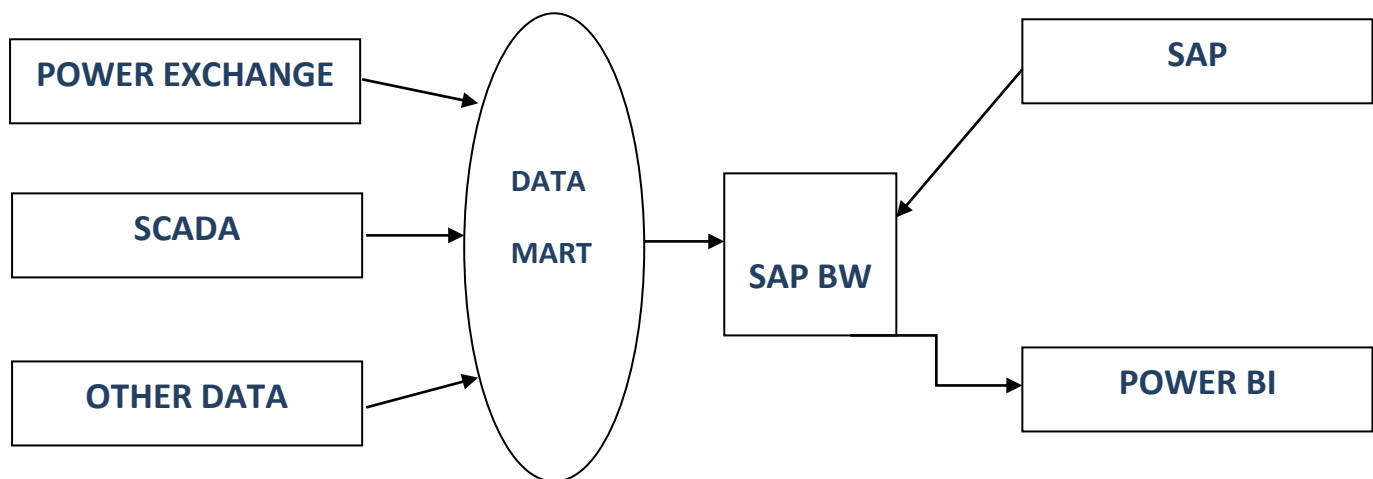 POWER EXCHANGE
SCADA
OTHER DATA
DATA
MART
SAP BW
SAP
POWER BI